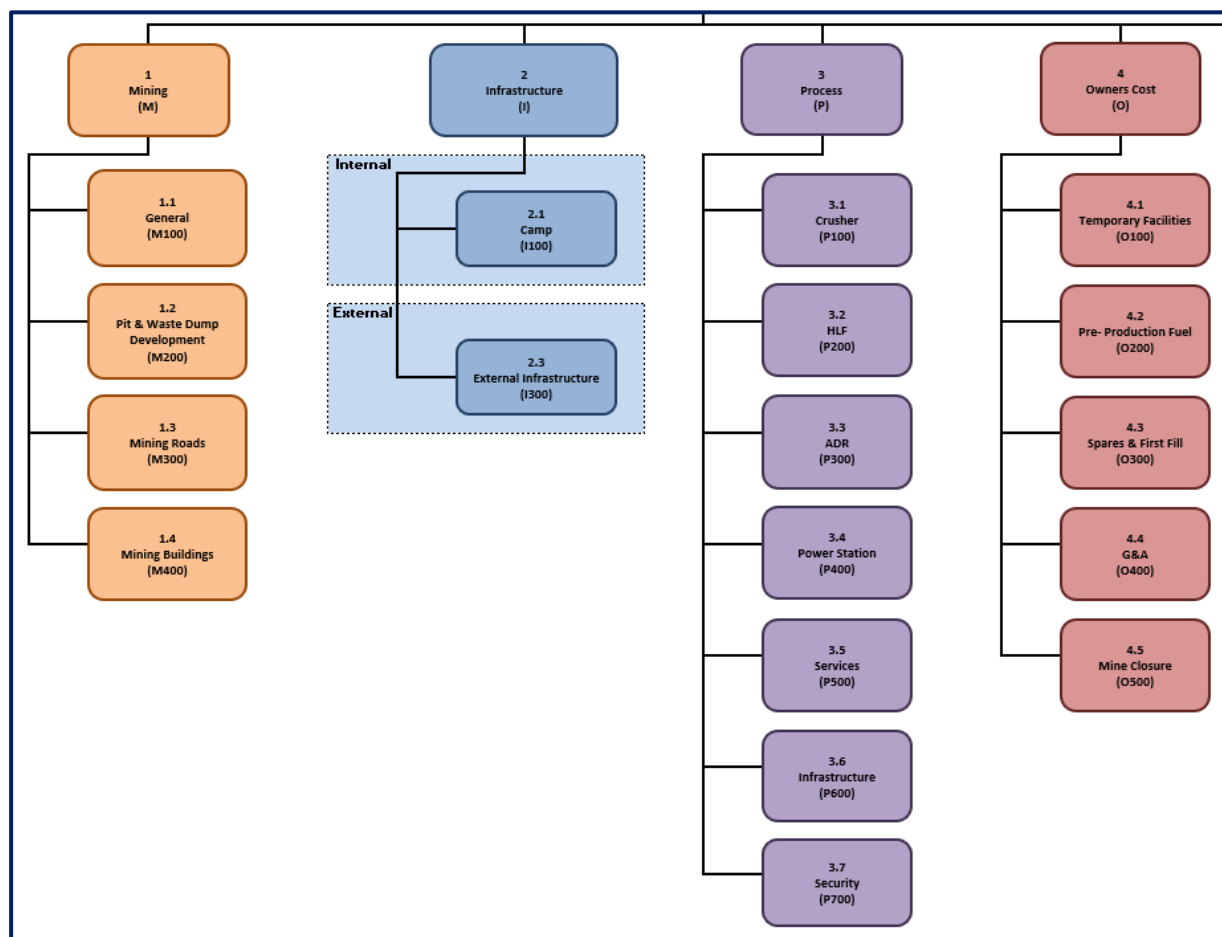 1
Mining
(M)
1.1
General
(M100)
1.2
Pit & Waste Dump
Development
(M200)
1.3
Mining Roads
(M300)
1.4
Mining Buildings
(M400)
2
Infrastructure
(I)
Internal
2.1
Camp
(I100)
External
2.3
External Infrastructure
(I300)
3
Process
(P)
3.1
Crusher
(P100)
3.2
HLF
(P200)
3.3
ADR
(P300)
3.4
Power Station
(P400)
3.5
Services
(P500)
3.6
Infrastructure
(P600)
3.7
Security
(P700)
4
Owners Cost
(O)
4.1
Temporary Facilities
(O100)
4.2
Pre- Production Fuel
(O200)
4.3
Spares & First Fill
(O300)
4.4
G&A
(O400)
4.5
Mine Closure
(O500)